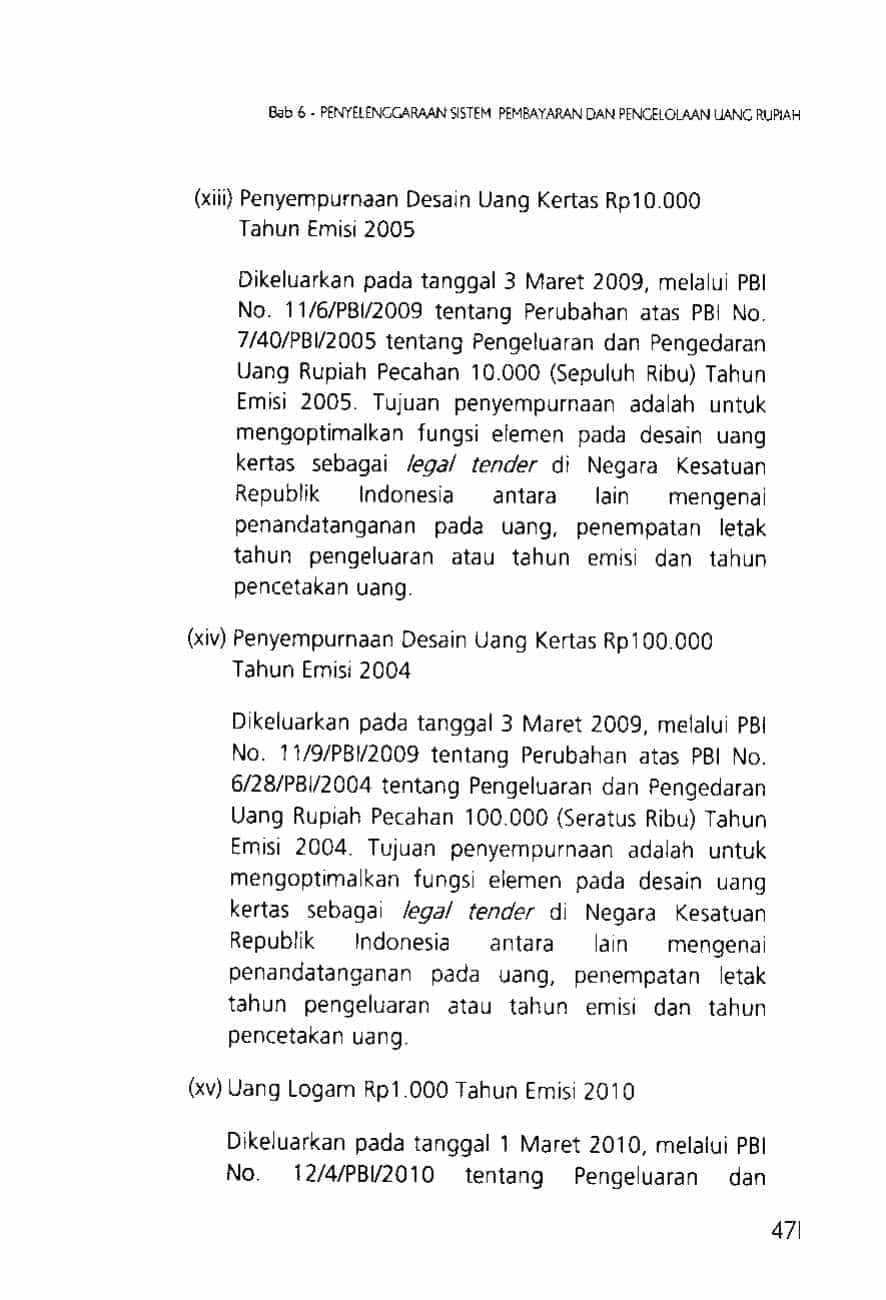 Bab 6 - PENYELENGGARAAN SISTEM PEMBAYARAN DAN PENGELOLAAN UANG RUPIAH
(xiii) Penyempurnaan Desain Uang Kertas Rp10.000
Tahun Emisi 2005
Dikeluarkan pada tanggal 3 Maret 2009, melalui PBI
No. 11/6/PBI/2009 tentang Perubahan atas PBI No.
7/40/PBI/2005 tentang Pengeluaran dan Pengedaran
Uang Rupiah Pecahan 10.000 (Sepuluh Ribu) Tahun
Emisi 2005. Tujuan penyempurnaan adalah untuk
mengoptimalkan fungsi elemen pada desain uang
kertas sebagai legal tender di Negara Kesatuan
Republik Indonesia antara lain mengenai
penandatanganan pada uang, penempatan letak
tahun pengeluaran atau tahun emisi dan tahun
pencetakan uang.
(xiv) Penyempurnaan Desain Uang Kertas Rp100.000
Tahun Emisi 2004
Dikeluarkan pada tanggal 3 Maret 2009, melalui PBI
No. 11/9/PBI/2009 tentang Perubahan atas PBI No.
6/28/PBI/2004 tentang Pengeluaran dan Pengedaran
Uang Rupiah Pecahan 100.000 (Seratus Ribu) Tahun
Emisi 2004. Tujuan penyempurnaan adalah untuk
mengoptimalkan fungsi elemen pada desain uang
kertas sebagai legal tender di Negara Kesatuan
Republik Indonesia antara lain mengenai
penandatanganan pada uang, penempatan letak
tahun pengeluaran atau tahun emisi dan tahun
pencetakan uang.
(xv) Uang Logam Rp1.000 Tahun Emisi 2010
Dikeluarkan pada tanggal 1 Maret 2010, melalui PBI
No. 12/4/PBI/2010 tentang Pengeluaran dan
471